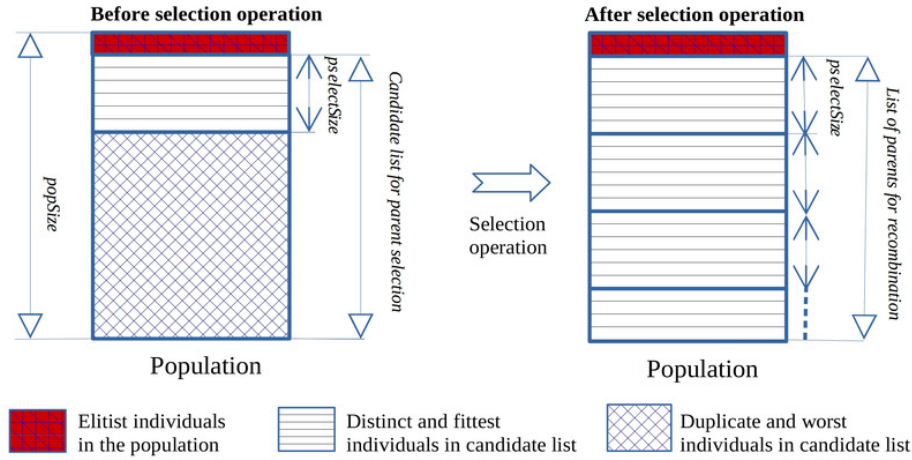 Before selection operation
After selection operation
popSize
pselectSize
Candidate list for parent selection
Selection
operation
pselectSize
List of parents for recombination
Population
Population
Elitist individuals
in the population
Distinct and fittest
individuals in candidate list
Duplicate and worst
individuals in candidate list